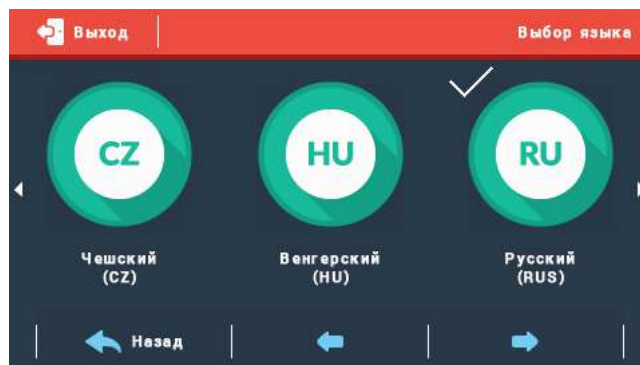 Выход
Выбор языка
CZ
HU
RU
Чешский
(CZ)
Венгерский
(HU)
Русский
(RUS)
Назад